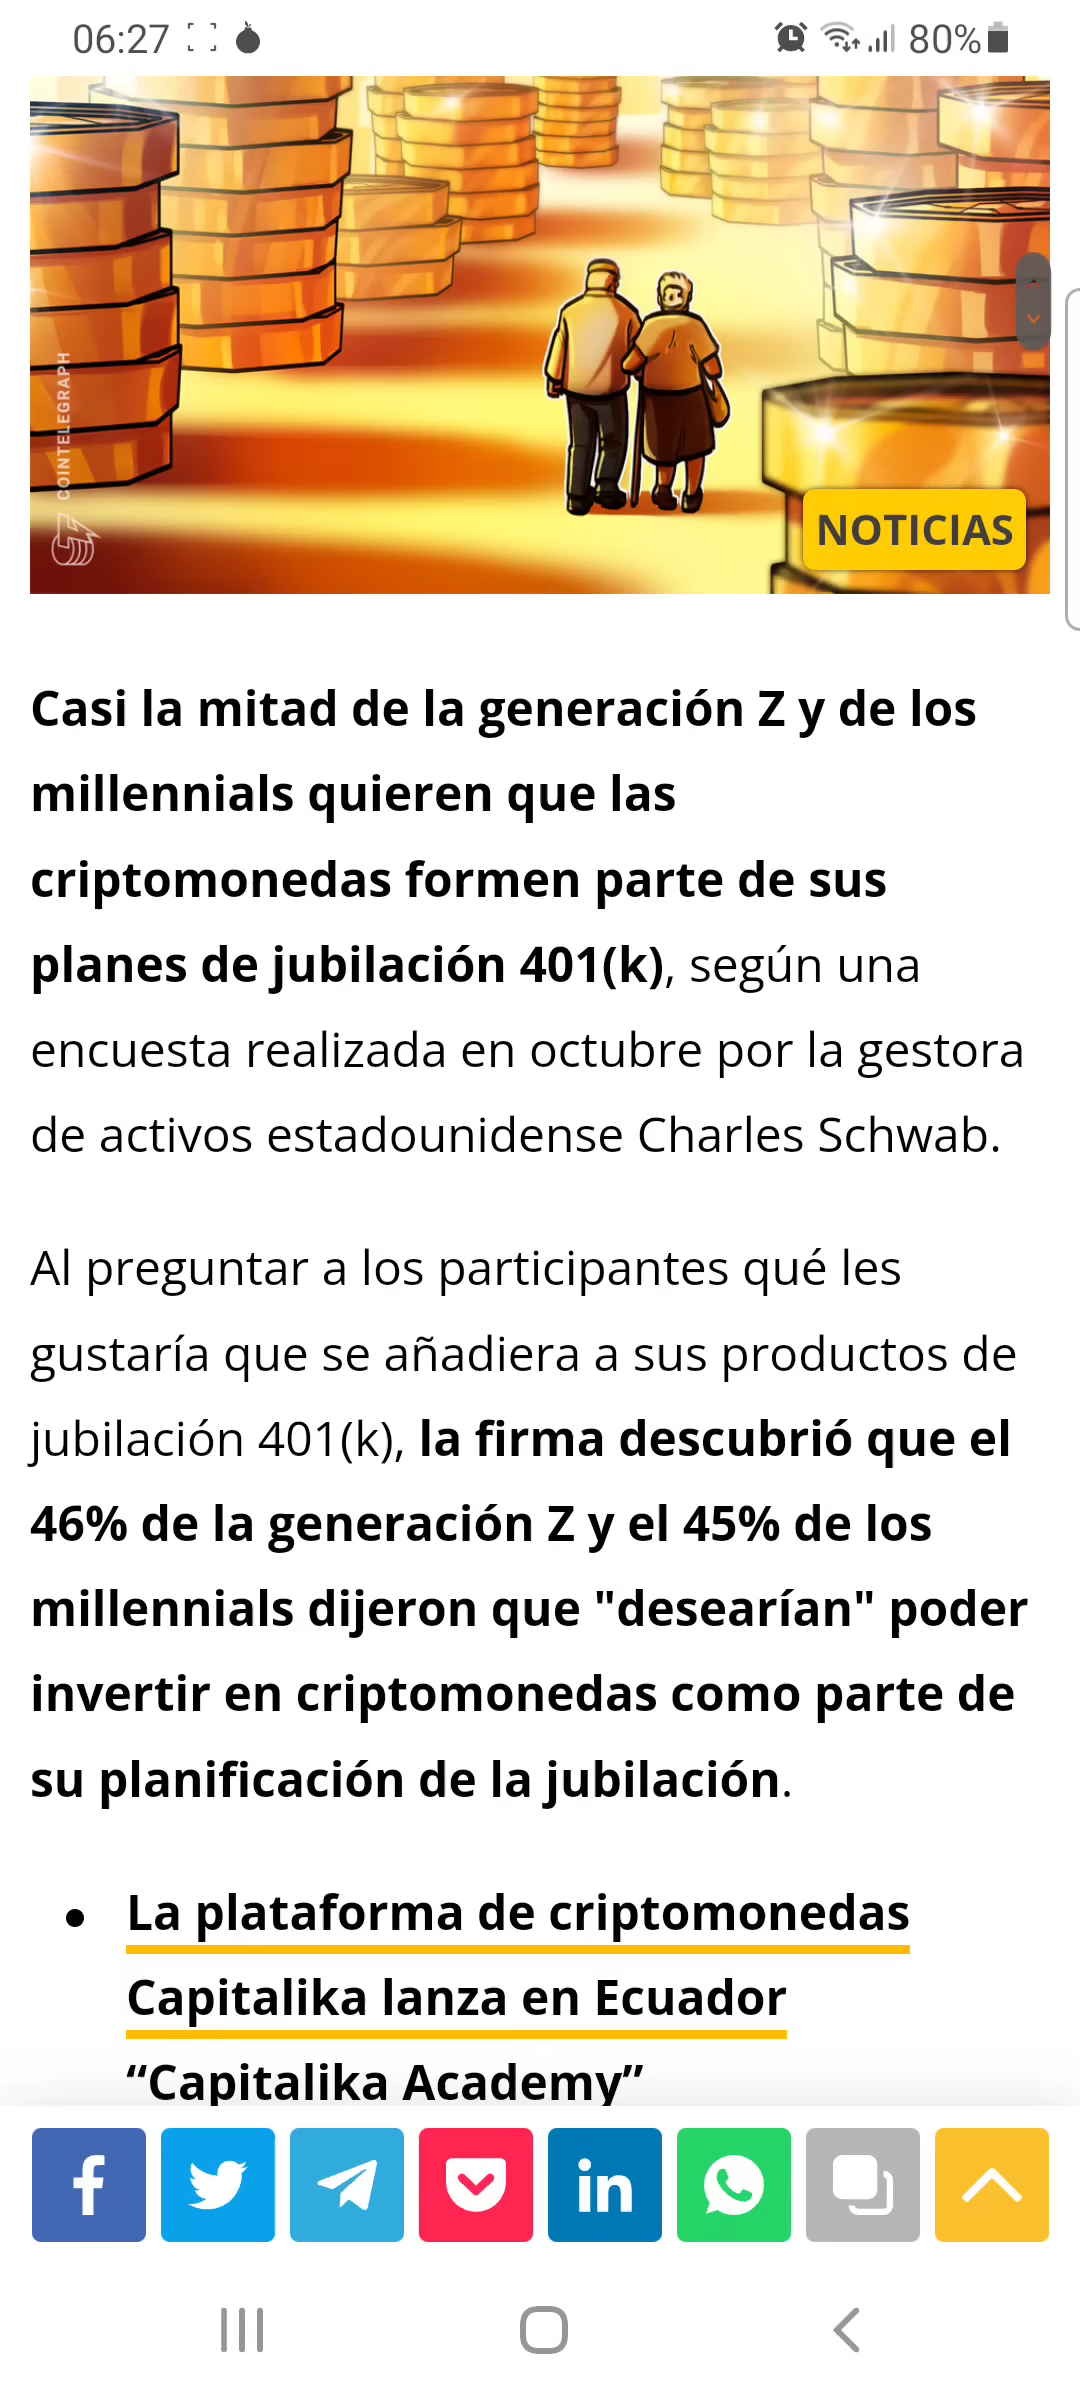 06:27
80%
COINTELEGRAPH
NOTICIAS
Casi la mitad de la generación Z y de los
millennials quieren que las
criptomonedas formen parte de sus
planes de jubilación 401(k), según una
encuesta realizada en octubre por la gestora
de activos estadounidense Charles Schwab.
Al preguntar a los participantes qué les
gustaría que se añadiera a sus productos de
jubilación 401(k), la firma descubrió que el
46% de la generación Z y el 45% de los
millennials dijeron que "desearían" poder
invertir en criptomonedas como parte de
su planificación de la jubilación.
• La plataforma de criptomonedas
Capitalika lanza en Ecuador
“Capitalika Academy”